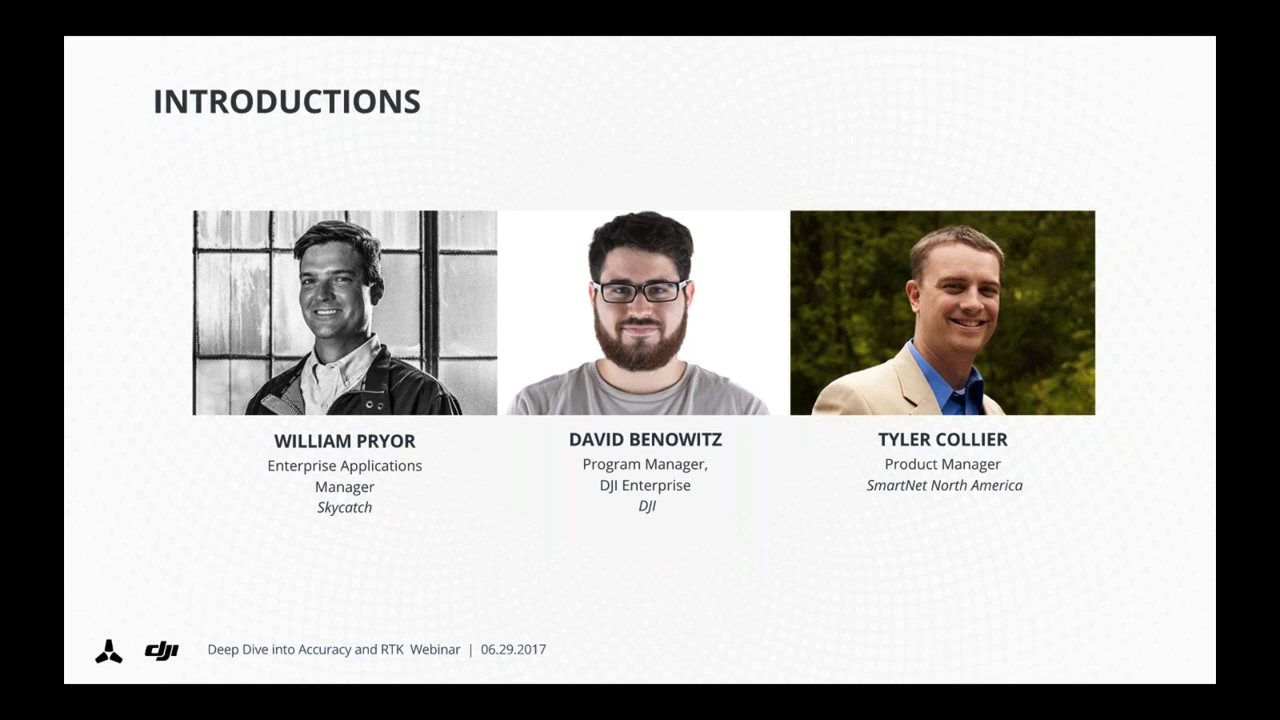 INTRODUCTIONS
WILLIAM PRYOR
Enterprise Applications
Manager
Skycatch
DAVID BENOWITZ
Program Manager,
DJI Enterprise
DJI
TYLER COLLIER
Product Manager
SmartNet North America
dji
Deep Dive into Accuracy and RTK Webinar | 06.29.2017